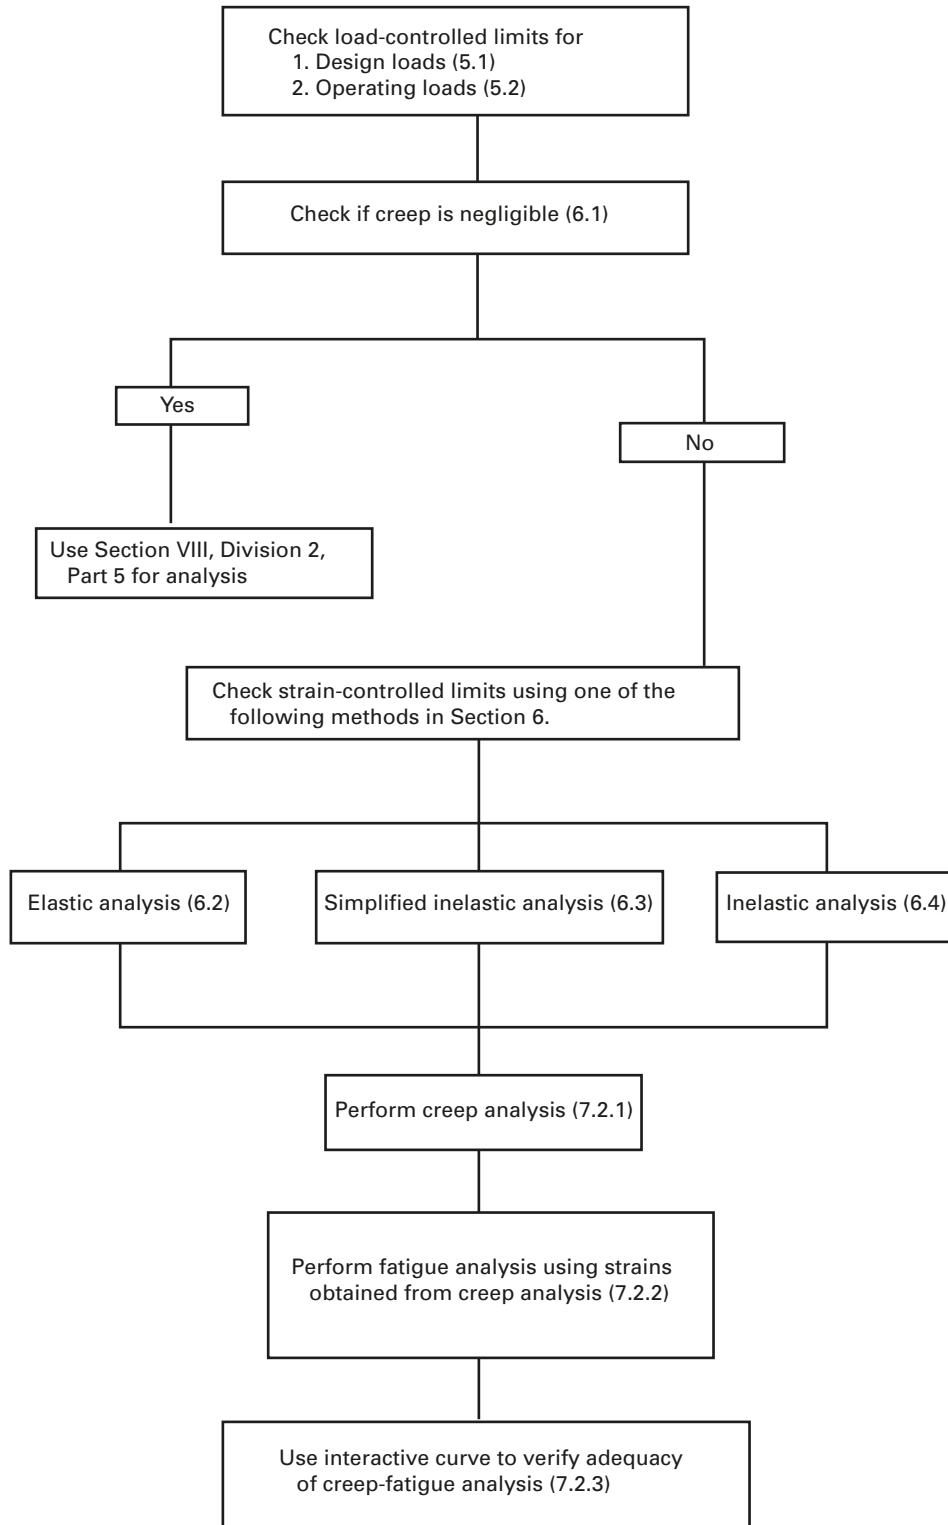 Check load-controlled limits for
1. Design loads (5.1)
2. Operating loads (5.2)
Check if creep is negligible (6.1)
Yes
No
Use Section VIII, Division 2,
Part 5 for analysis
Check strain-controlled limits using one of the
following methods in Section 6.
Elastic analysis (6.2)
Simplified inelastic analysis (6.3)
Inelastic analysis (6.4)
Perform creep analysis (7.2.1)
Perform fatigue analysis using strains
obtained from creep analysis (7.2.2)
Use interactive curve to verify adequacy
of creep-fatigue analysis (7.2.3)